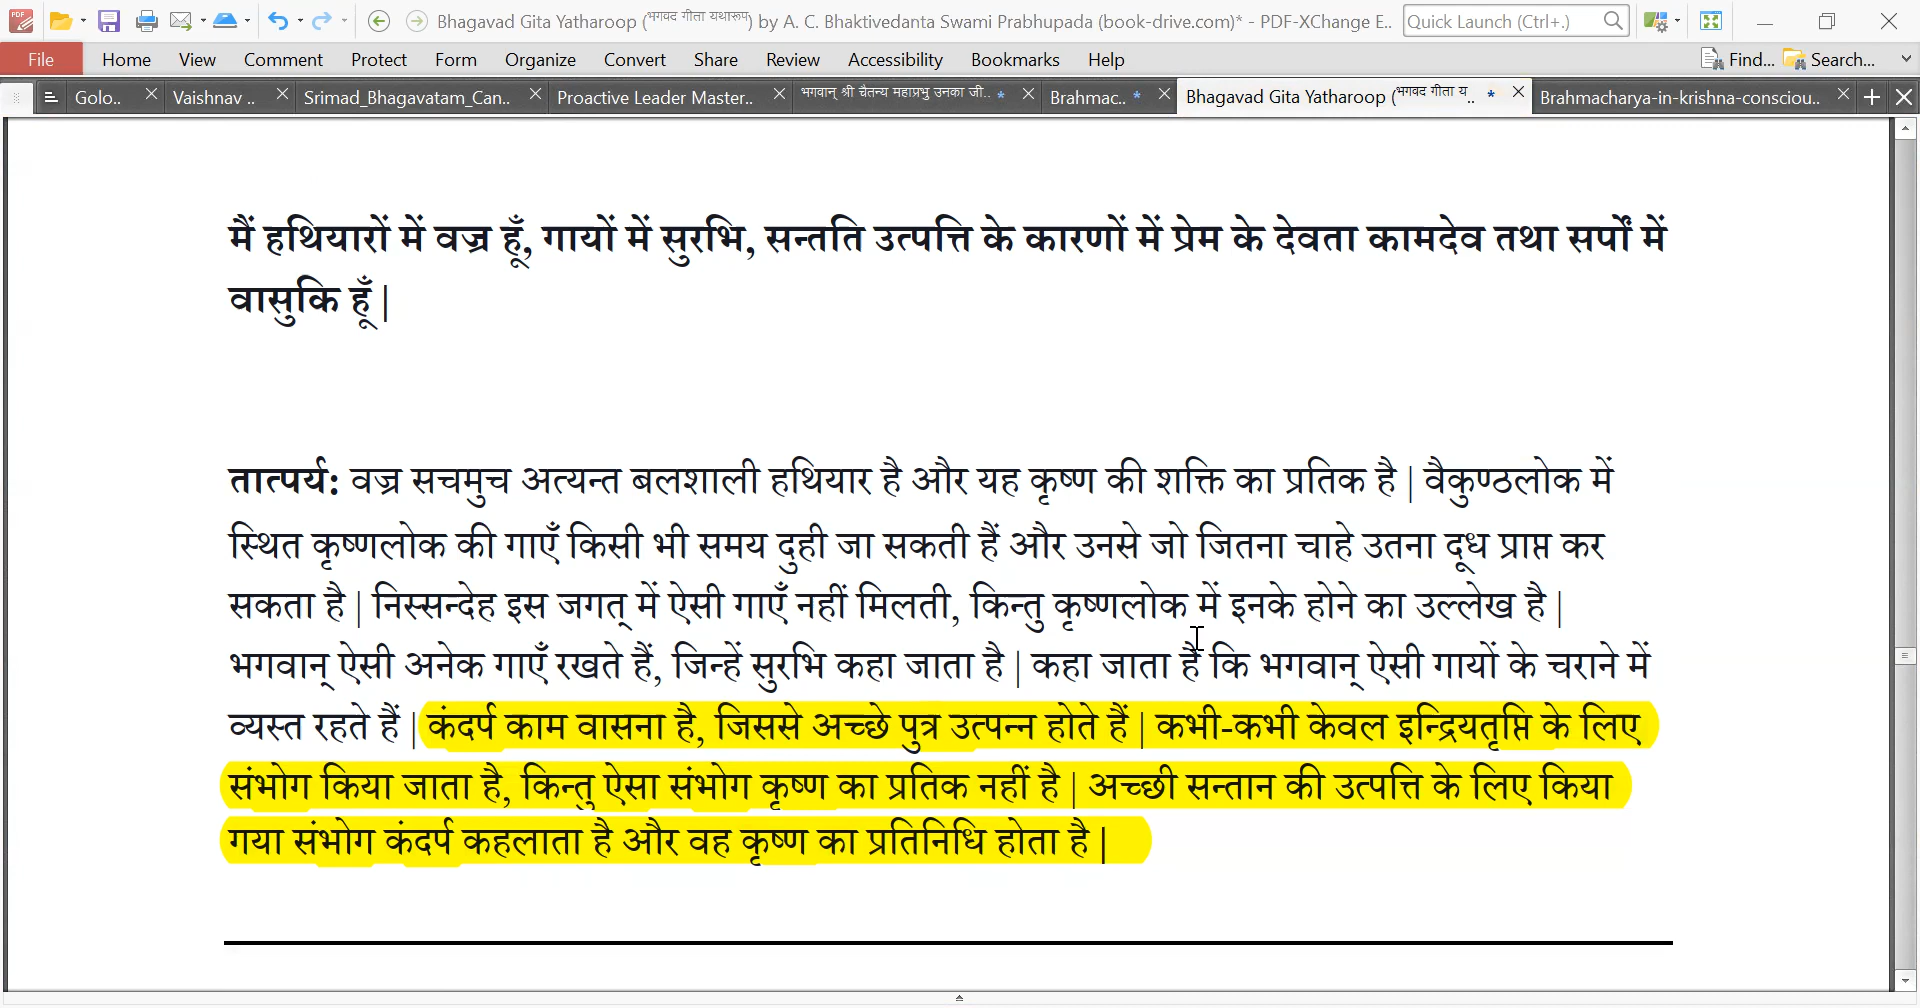 Bhagavad Gita Yatharoop (भगवद गीता यथारूप) by A. C. Bhaktivedanta Swami Prabhupada (book-drive.com)* - PDF-XChange E.. Quick Launch (Ctrl+.)
File Home View Comment Protect Form Organize Convert Share Review Accessibility Bookmarks Help Find... Search...
Golo.. Vaishnav .. Srimad_Bhagavatam_Can.. Proactive Leader Master.. भगवान् श्री चैतन्य महाप्रभु उनका जी.. * Brahmac.. * Bhagavad Gita Yatharoop (भगवद गीता य.. * Brahmacharya-in-krishna-consciou..
मैं हथियारों में वज्र हूँ, गायों में सुरभि, सन्तति उत्पत्ति के कारणों में प्रेम के देवता कामदेव तथा सर्पों में
वासुकि हूँ |
तात्पर्य: वज्र सचमुच अत्यन्त बलशाली हथियार है और यह कृष्ण की शक्ति का प्रतिक है | वैकुण्ठलोक में
स्थित कृष्णलोक की गाएँ किसी भी समय दुही जा सकती हैं और उनसे जो जितना चाहे उतना दूध प्राप्त कर
सकता है | निस्सन्देह इस जगत् में ऐसी गाएँ नहीं मिलती, किन्तु कृष्णलोक में इनके होने का उल्लेख है |
भगवान् ऐसी अनेक गाएँ रखते हैं, जिन्हें सुरभि कहा जाता है | कहा जाता है कि भगवान् ऐसी गायों के चराने में
व्यस्त रहते हैं | कंदर्प काम वासना है, जिससे अच्छे पुत्र उत्पन्न होते हैं | कभी-कभी केवल इन्द्रियतृप्ति के लिए
संभोग किया जाता है, किन्तु ऐसा संभोग कृष्ण का प्रतिक नहीं है | अच्छी सन्तान की उत्पत्ति के लिए किया
गया संभोग कंदर्प कहलाता है और वह कृष्ण का प्रतिनिधि होता है |